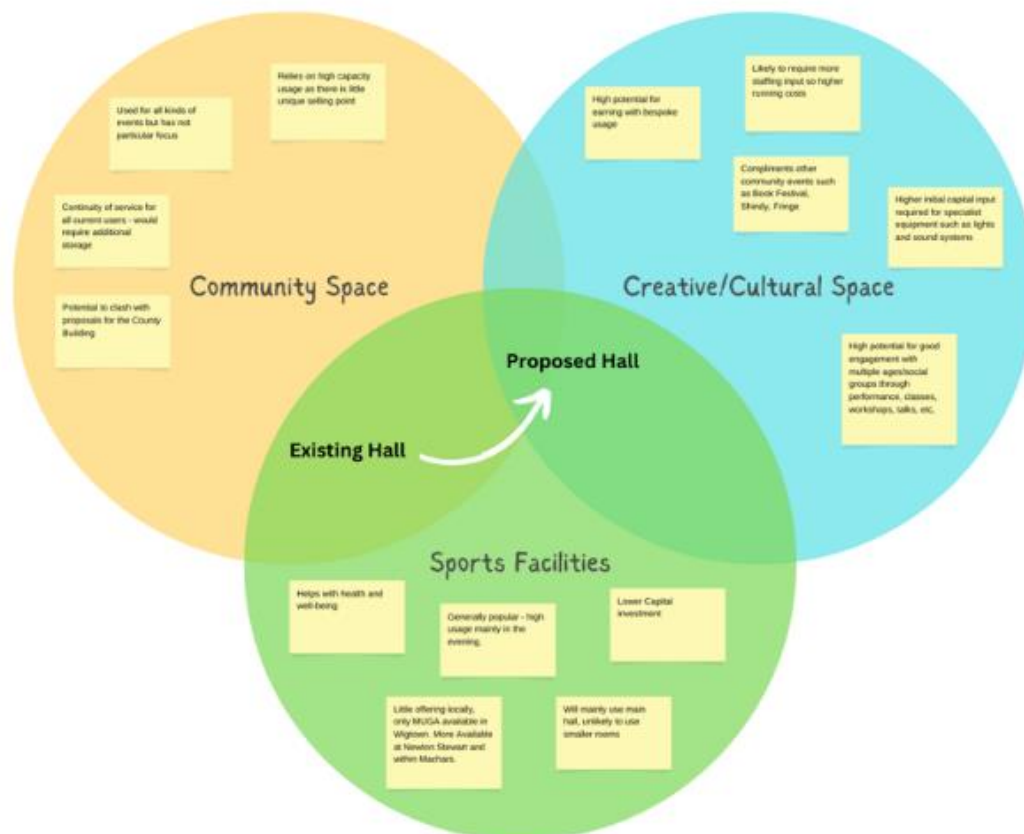 Relies on high capacity
usage as there is little
unique selling point
Used for all kinds of
events but has not
particular focus
Continuity of service for
all current users - would
require additional
storage
Potential to clash with
proposals for the County
Building
Community Space
High potential for
earning with bespoke
usage
Likely to require more
staffing input so higher
running costs
Compliments other
community events such
as Book Festival,
Fringe
Higher initial capital input
required for specialist
equipment such as lights
and sound systems
Creative/Cultural Space
High potential for good
engagement with
multiple ages/social
groups through
performance, classes,
workshops, talks, etc.
Proposed Hall
Existing Hall
Sports Facilities
Helps with health and
well-being
Generally popular - high
usage mainly in the
evening.
Lower Capital
investment
Little offering locally,
only MUGA available in
Wigtown. More Available
at Newton Stewart and
within Machars.
Will mainly use main
hall, unlikely to use
smaller rooms